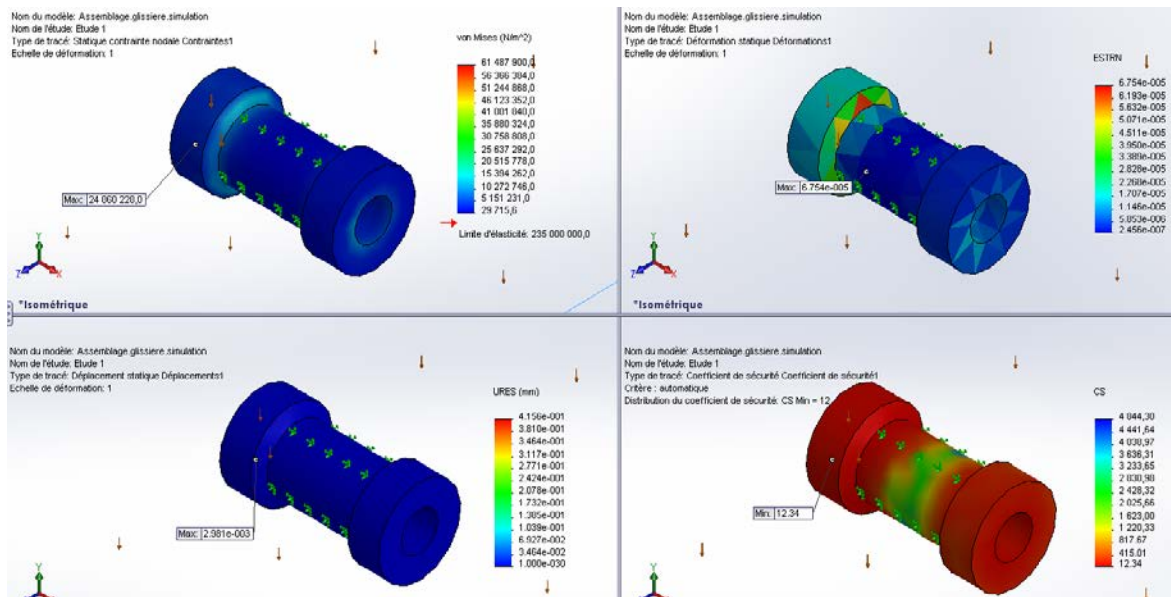 Nom du modèle: Assemblage.glissiere.simulation
Nom de l'étude: Etude 1
Type de tracé: Statique contrainte nodale Contraintes1
Echelle de déformation: 1
von Mises (N/m^2)
61 487 900,0
56 366 384,0
51 244 868,0
46 123 352,0
41 001 840,0
35 880 324,0
30 758 808,0
25 637 292,0
20 515 778,0
15 394 262,0
10 272 746,0
5 151 231,0
29 715,6
Limite d'élasticité: 235 000 000,0
Max: 24 060 220,0
Y
Z
X
*Isométrique
Nom du modèle: Assemblage.glissiere.simulation
Nom de l'étude: Etude 1
Type de tracé: Déformation statique Déformations1
Echelle de déformation: 1
ESTRN
6.754e-005
6.193e-005
5.632e-005
5.071e-005
4.511e-005
3.950e-005
3.389e-005
2.828e-005
2.268e-005
1.707e-005
1.146e-005
5.853e-006
2.456e-007
Max: 6.754e-005
Y
Z
X
*Isométrique
Nom du modèle: Assemblage.glissiere.simulation
Nom de l'étude: Etude 1
Type de tracé: Déplacement statique Déplacements1
Echelle de déformation: 1
URES (mm)
4.156e-001
3.810e-001
3.464e-001
3.117e-001
2.771e-001
2.424e-001
2.078e-001
1.732e-001
1.385e-001
1.039e-001
6.927e-002
3.464e-002
1.000e-030
Max: 2.981e-003
Y
Nom du modèle: Assemblage.glissiere.simulation
Nom de l'étude: Etude 1
Type de tracé: Coefficient de sécurité Coefficient de sécurité1
Critère : automatique
Distribution du coefficient de sécurité: CS Min = 12
CS
4 844,30
4 441,64
4 038,97
3 636,31
3 233,65
2 830,98
2 428,32
2 025,66
1 623,00
1 220,33
817.67
415.01
12.34
Min: 12.34
Y